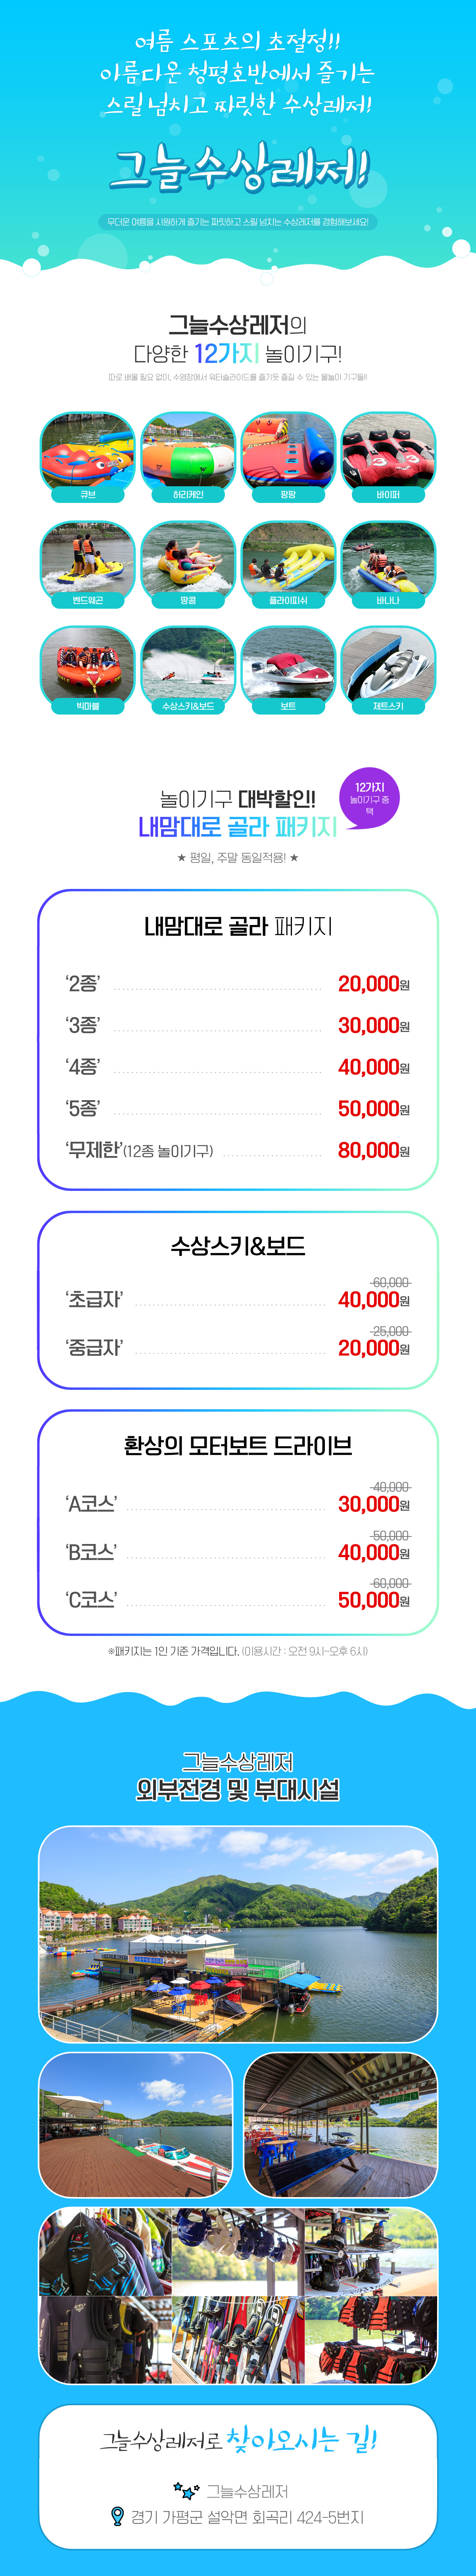 여름 스포츠의 초절정!!
아름다운 청평호반에서 즐기는
스릴 넘치고 짜릿한 수상레저!
그늘수상레저!
무더운 여름을 시원하게 즐기는 짜릿하고 스릴 넘치는 수상레저를 경험해보세요!
그늘수상레저의
다양한 12가지 놀이기구!
따로 배울 필요 없이, 수영장에서 워터슬라이드를 즐기듯 즐길 수 있는 물놀이 기구들!!
큐브
허리케인
팡팡
바이퍼
벤드웨곤
땅콩
플라이피쉬
바나나
빅마블
수상스키&보드
보트
제트스키
놀이기구 대박할인!
내맘대로 골라 패키지
12가지
놀이기구 중
택
★ 평일, 주말 동일적용! ★
내맘대로 골라 패키지
‘2종’ 20,000원
‘3종’ 30,000원
‘4종’ 40,000원
‘5종’ 50,000원
‘무제한’(12종 놀이기구) 80,000원
수상스키&보드
60,000
‘초급자’ 40,000원
25,000
‘중급자’ 20,000원
환상의 모터보트 드라이브
40,000
‘A코스’ 30,000원
50,000
‘B코스’ 40,000원
60,000
‘C코스’ 50,000원
※패키지는 1인 기준 가격입니다. (이용시간 : 오전 9시~오후 6시)
그늘수상레저
외부전경 및 부대시설
그늘수상레저로 찾아오시는 길!
그늘수상레저
경기 가평군 설악면 회곡리 424-5번지